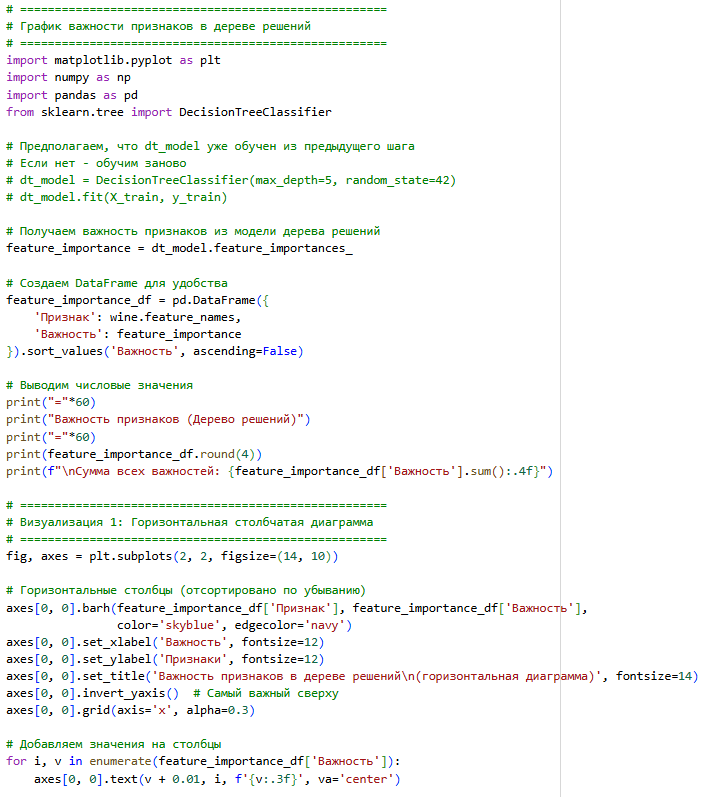 # =====================================================
# График важности признаков в дереве решений
# =====================================================
import matplotlib.pyplot as plt
import numpy as np
import pandas as pd
from sklearn.tree import DecisionTreeClassifier

# Предполагаем, что dt_model уже обучен из предыдущего шага
# Если нет - обучим заново
# dt_model = DecisionTreeClassifier(max_depth=5, random_state=42)
# dt_model.fit(X_train, y_train)

# Получаем важность признаков из модели дерева решений
feature_importance = dt_model.feature_importances_

# Создаем DataFrame для удобства
feature_importance_df = pd.DataFrame({
    'Признак': wine.feature_names,
    'Важность': feature_importance
}).sort_values('Важность', ascending=False)

# Выводим числовые значения
print("="*60)
print("Важность признаков (Дерево решений)")
print("="*60)
print(feature_importance_df.round(4))
print(f"\nСумма всех важностей: {feature_importance_df['Важность'].sum():.4f}")

# =====================================================
# Визуализация 1: Горизонтальная столбчатая диаграмма
# =====================================================
fig, axes = plt.subplots(2, 2, figsize=(14, 10))

# Горизонтальные столбцы (отсортировано по убыванию)
axes[0, 0].barh(feature_importance_df['Признак'], feature_importance_df['Важность'],
                color='skyblue', edgecolor='navy')
axes[0, 0].set_xlabel('Важность', fontsize=12)
axes[0, 0].set_ylabel('Признаки', fontsize=12)
axes[0, 0].set_title('Важность признаков в дереве решений\n(горизонтальная диаграмма)', fontsize=14)
axes[0, 0].invert_yaxis()  # Самый важный сверху
axes[0, 0].grid(axis='x', alpha=0.3)

# Добавляем значения на столбцы
for i, v in enumerate(feature_importance_df['Важность']):
    axes[0, 0].text(v + 0.01, i, f'{v:.3f}', va='center')